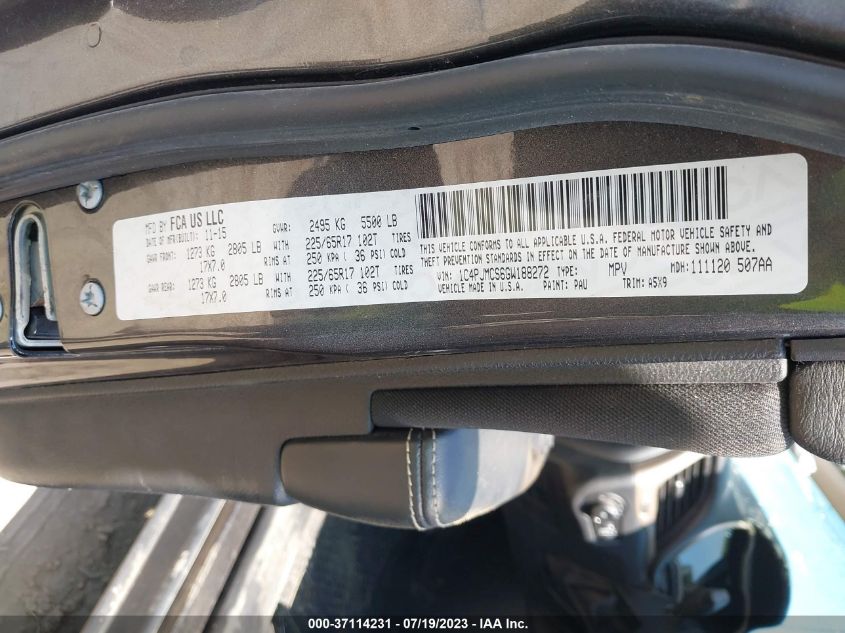 MFD BY FCA US LLC GVWR: 2495 KG 5500 LB
DATE OF MFR(BUILT): 11-15
GAWR FRONT: 1273 KG 2805 LB WITH 225/65R17 102T TIRES
17X7.0 RIMS AT 250 KPA ( 36 PSI) COLD
GAWR REAR: 1273 KG 2805 LB WITH 225/65R17 102T TIRES
17X7.0 RIMS AT 250 KPA ( 36 PSI) COLD
THIS VEHICLE CONFORMS TO ALL APPLICABLE U.S.A. FEDERAL MOTOR VEHICLE SAFETY
THEFT PREVENTION STANDARDS IN EFFECT ON THE DATE OF MANUFACTURE SHOWN ABOVE.
VIN: 1C4PJMCS6GW188272 TYPE: MPV MDH: 111120 507AA
MADE IN U.S.A. PAINT: PAU TRIM: A5X9
000-37114231 - 07/19/2023 - IAA Inc.